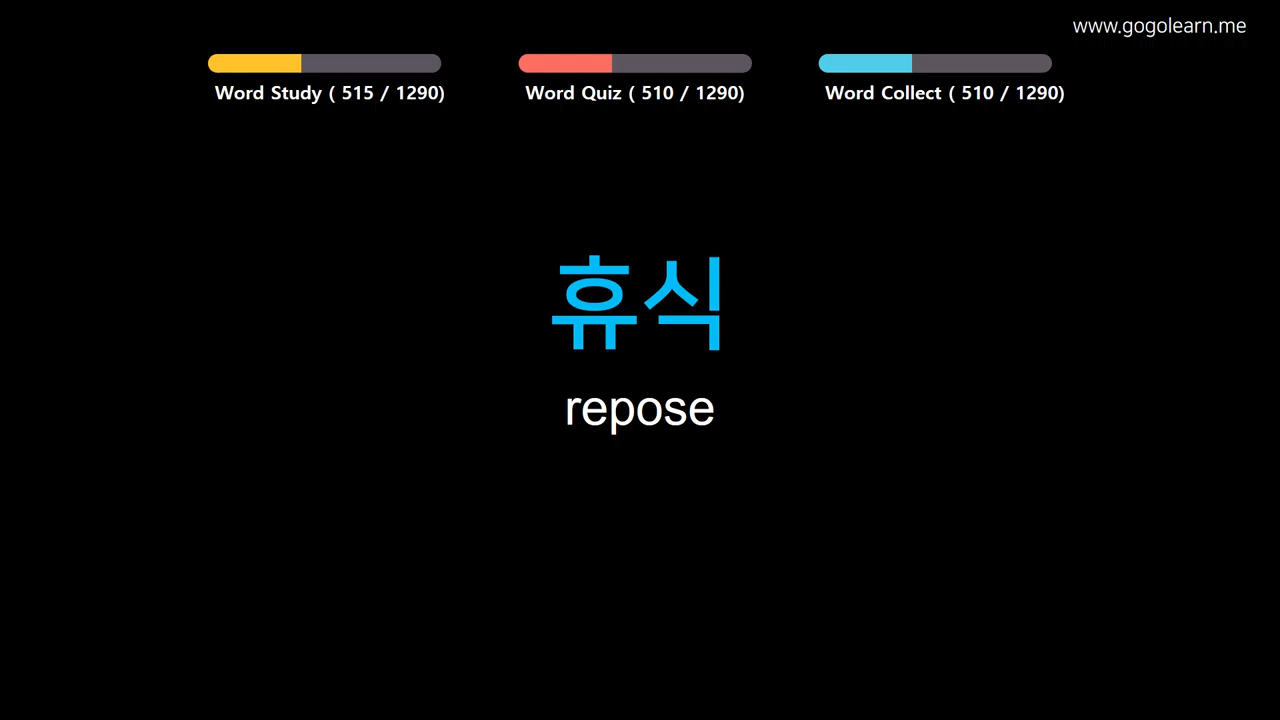 www.gogolearn.me
Word Study ( 515 / 1290)
Word Quiz ( 510 / 1290)
Word Collect ( 510 / 1290)
휴식
repose